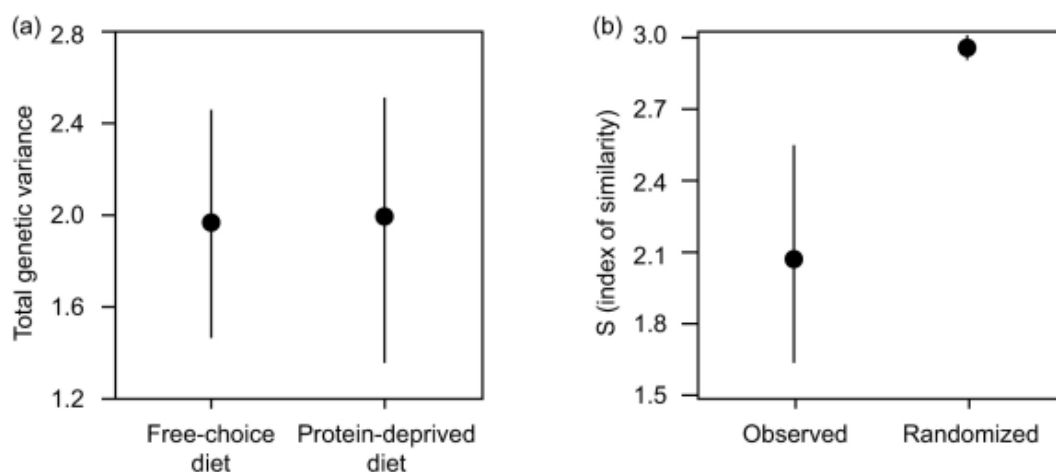 (a)
2.8
2.4
2.0
1.6
1.2
Total genetic variance
Free-choice diet
Protein-deprived diet
(b)
3.0
2.7
2.4
2.1
1.8
1.5
S (index of similarity)
Observed
Randomized